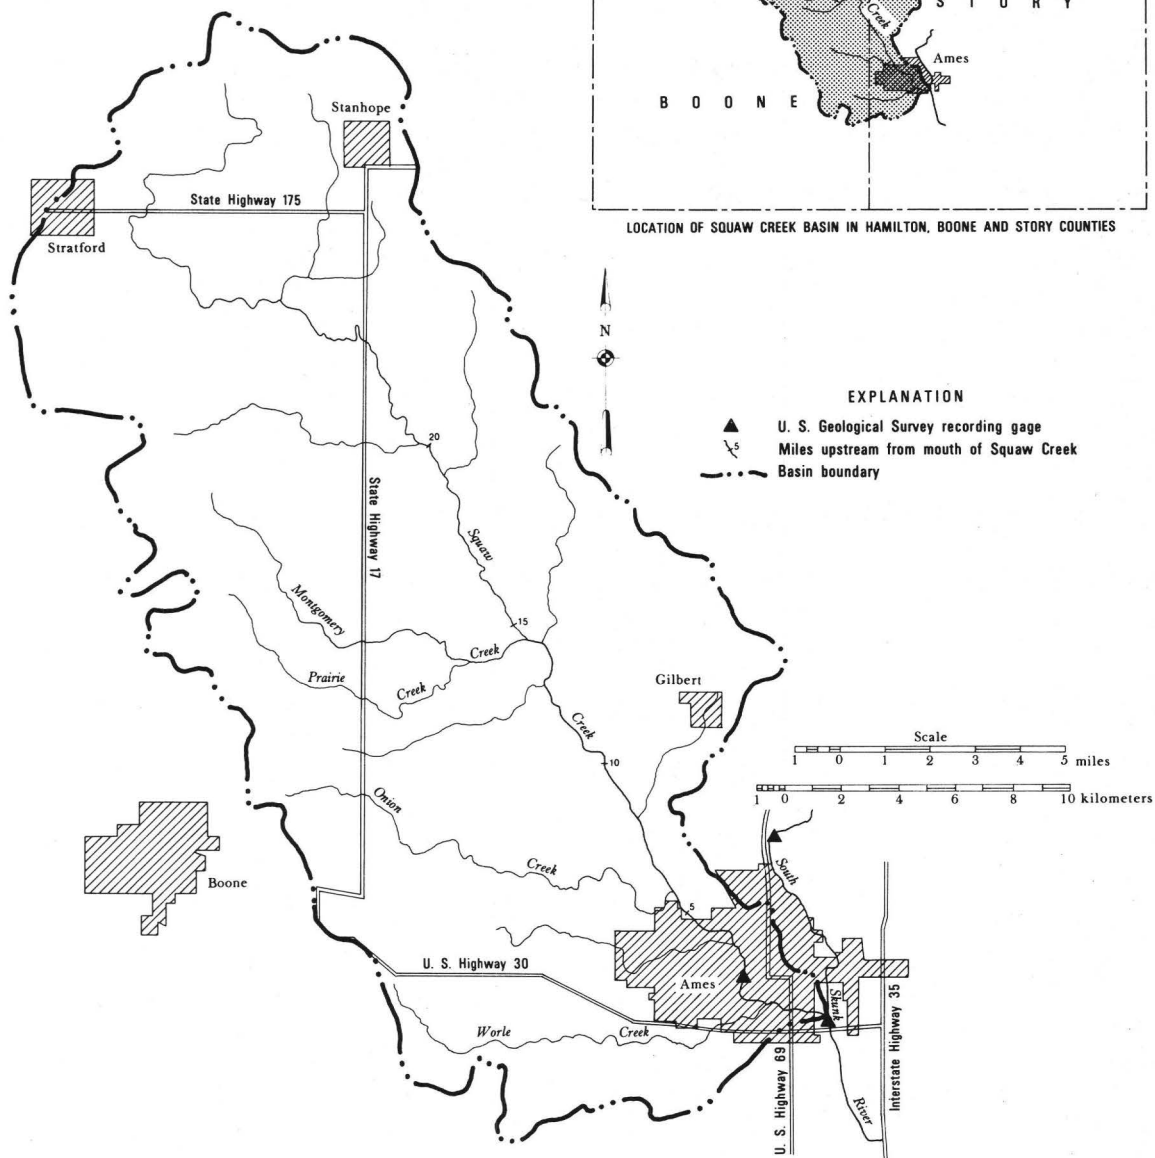 S T O R Y
Creek
Ames
B O O N E
LOCATION OF SQUAW CREEK BASIN IN HAMILTON, BOONE AND STORY COUNTIES
Stanhope
State Highway 175
Stratford
N
EXPLANATION
U. S. Geological Survey recording gage
5
Miles upstream from mouth of Squaw Creek
Basin boundary
20
State Highway 17
Squaw
15
Montgomery
Creek
Prairie
Creek
Gilbert
Creek
10
Scale
1 0 1 2 3 4 5 miles
1 0 2 4 6 8 10 kilometers
Onion
Creek
Boone
South
5
U. S. Highway 30
Ames
Skunk
Worle Creek
U. S. Highway 69
Interstate Highway 35
River